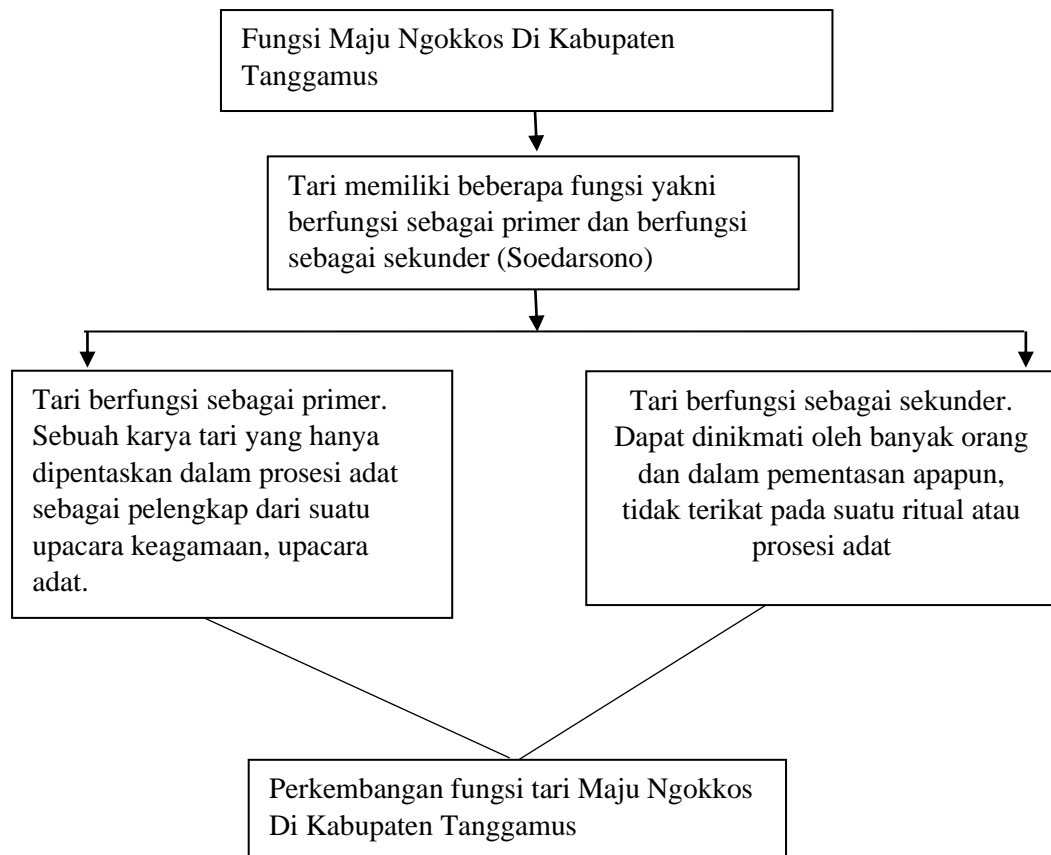 Fungsi Maju Ngokkos Di Kabupaten
Tanggamus
Tari memiliki beberapa fungsi yakni
berfungsi sebagai primer dan berfungsi
sebagai sekunder (Soedarsono)
Tari berfungsi sebagai primer.
Sebuah karya tari yang hanya
dipentaskan dalam prosesi adat
sebagai pelengkap dari suatu
upacara keagamaan, upacara
adat.
Tari berfungsi sebagai sekunder.
Dapat dinikmati oleh banyak orang
dan dalam pementasan apapun,
tidak terikat pada suatu ritual atau
prosesi adat
Perkembangan fungsi tari Maju Ngokkos
Di Kabupaten Tanggamus